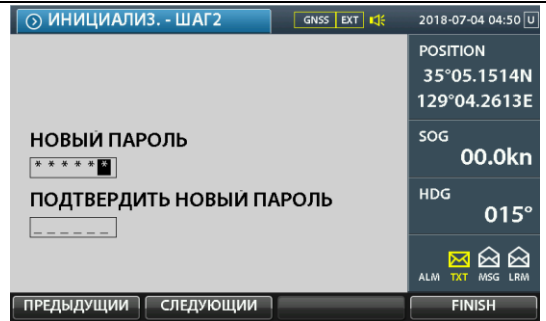 ИНИЦИАЛИЗ. - ШАГ2
GNSS EXT
2018-07-04 04:50 U
POSITION
35°05.1514N
129°04.2613E
НОВЫЙ ПАРОЛЬ
* * * * * *
ПОДТВЕРДИТЬ НОВЫЙ ПАРОЛЬ
_ _ _ _ _ _
SOG
00.0kn
HDG
015°
ALM TXT MSG LRM
ПРЕДЫДУЩИИ СЛЕДУЮЩИИ FINISH